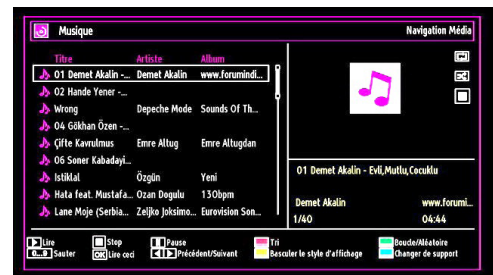 Musique
Navigation Média
Titre Artiste Album
01 Demet Akalin -... Demet Akalin www.forumindi...
02 Hande Yener -...
Wrong Depeche Mode Sounds Of Th...
04 Gökhan Özen -...
Çifte Kavrulmus Emre Altug Emre Altugdan
06 Soner Kabadayi...
Istiklal Özgün Yeni
Hata feat. Mustafa... Ozan Dogulu 130bpm
Lane Moje (Serbia... Zeljko Joksimo... Eurovision Son...
01 Demet Akalin - Evli,Mutlu,Cocuklu
Demet Akalin www.forumi...
1/40 04:44
Lire Stop Pause Tri Boucle/Aléatoire
0...9 Sauter OK Lire ceci Précédent/Suivant Basculer le style d'affichage Changer de support